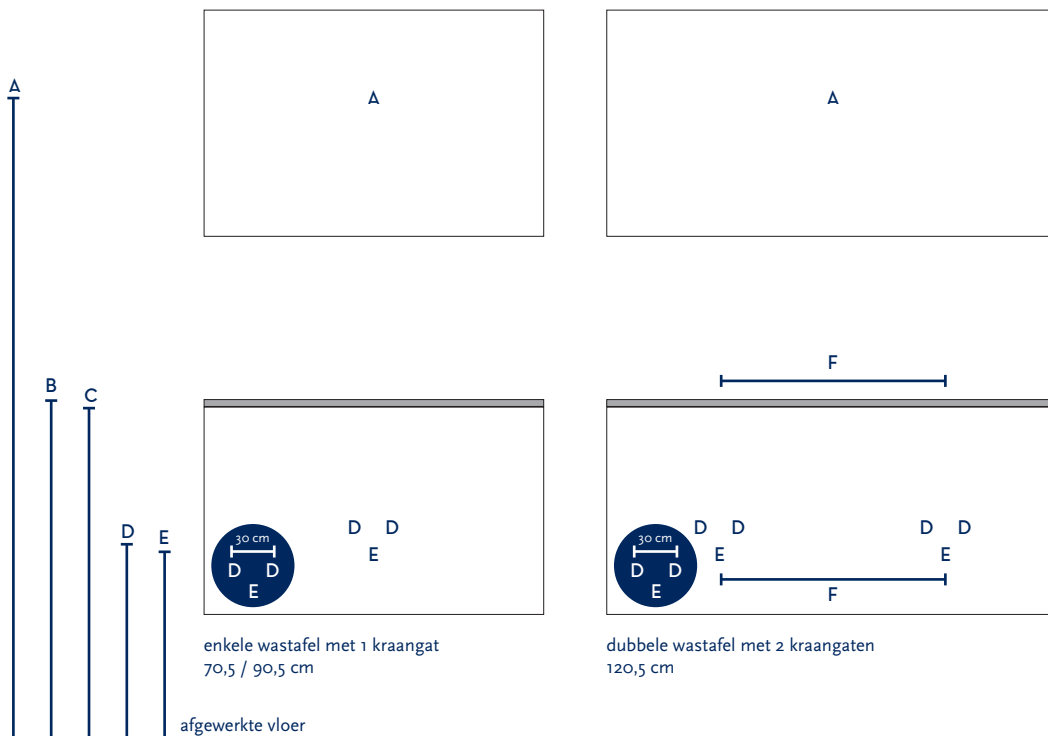 A
A
A
B
C
F
D
E
D D
E
30 cm
D D
E
D D
E
D D
E
30 cm
D D
E
F
enkele wastafel met 1 kraangat
70,5 / 90,5 cm
dubbele wastafel met 2 kraangaten
120,5 cm
afgewerkte vloer